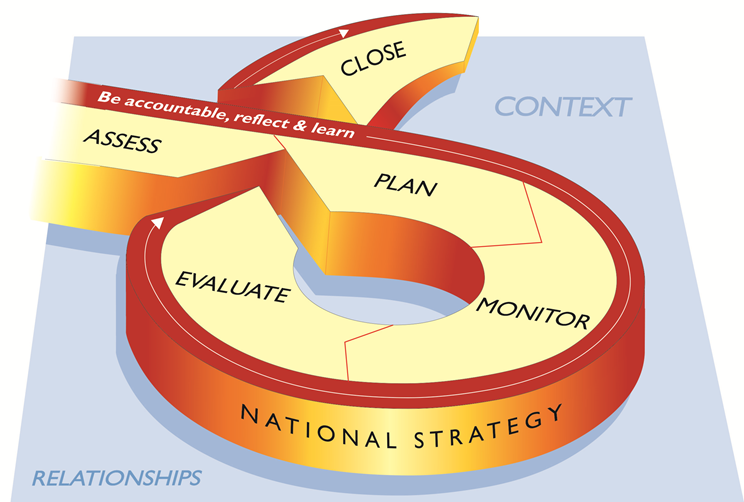 CLOSE
CONTEXT
Be accountable, reflect & learn
ASSESS
PLAN
EVALUATE
MONITOR
NATIONAL STRATEGY
RELATIONSHIPS